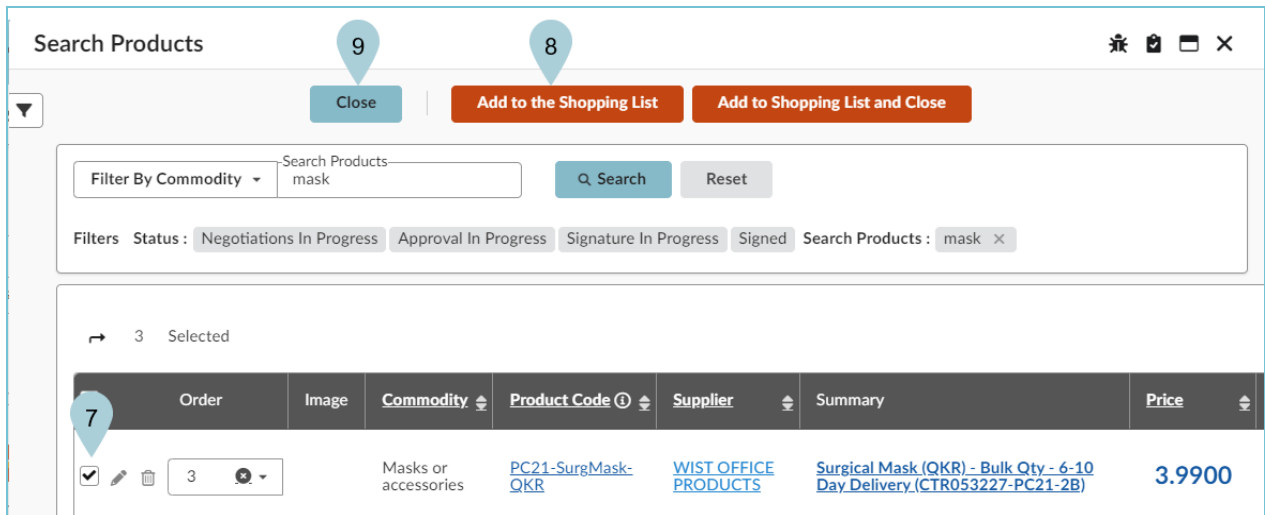 Search Products
9
8
Close
Add to the Shopping List
Add to Shopping List and Close
Search Products
Filter By Commodity
mask
Search
Reset
Filters Status : Negotiations In Progress Approval In Progress Signature In Progress Signed Search Products : mask ×
3 Selected
7
Order Image Commodity Product Code Supplier Summary Price
3
Masks or
accessories
PC21-SurgMask-
QKR
WIST OFFICE
PRODUCTS
Surgical Mask (QKR) - Bulk Qty - 6-10
Day Delivery (CTR053227-PC21-2B)
3.9900